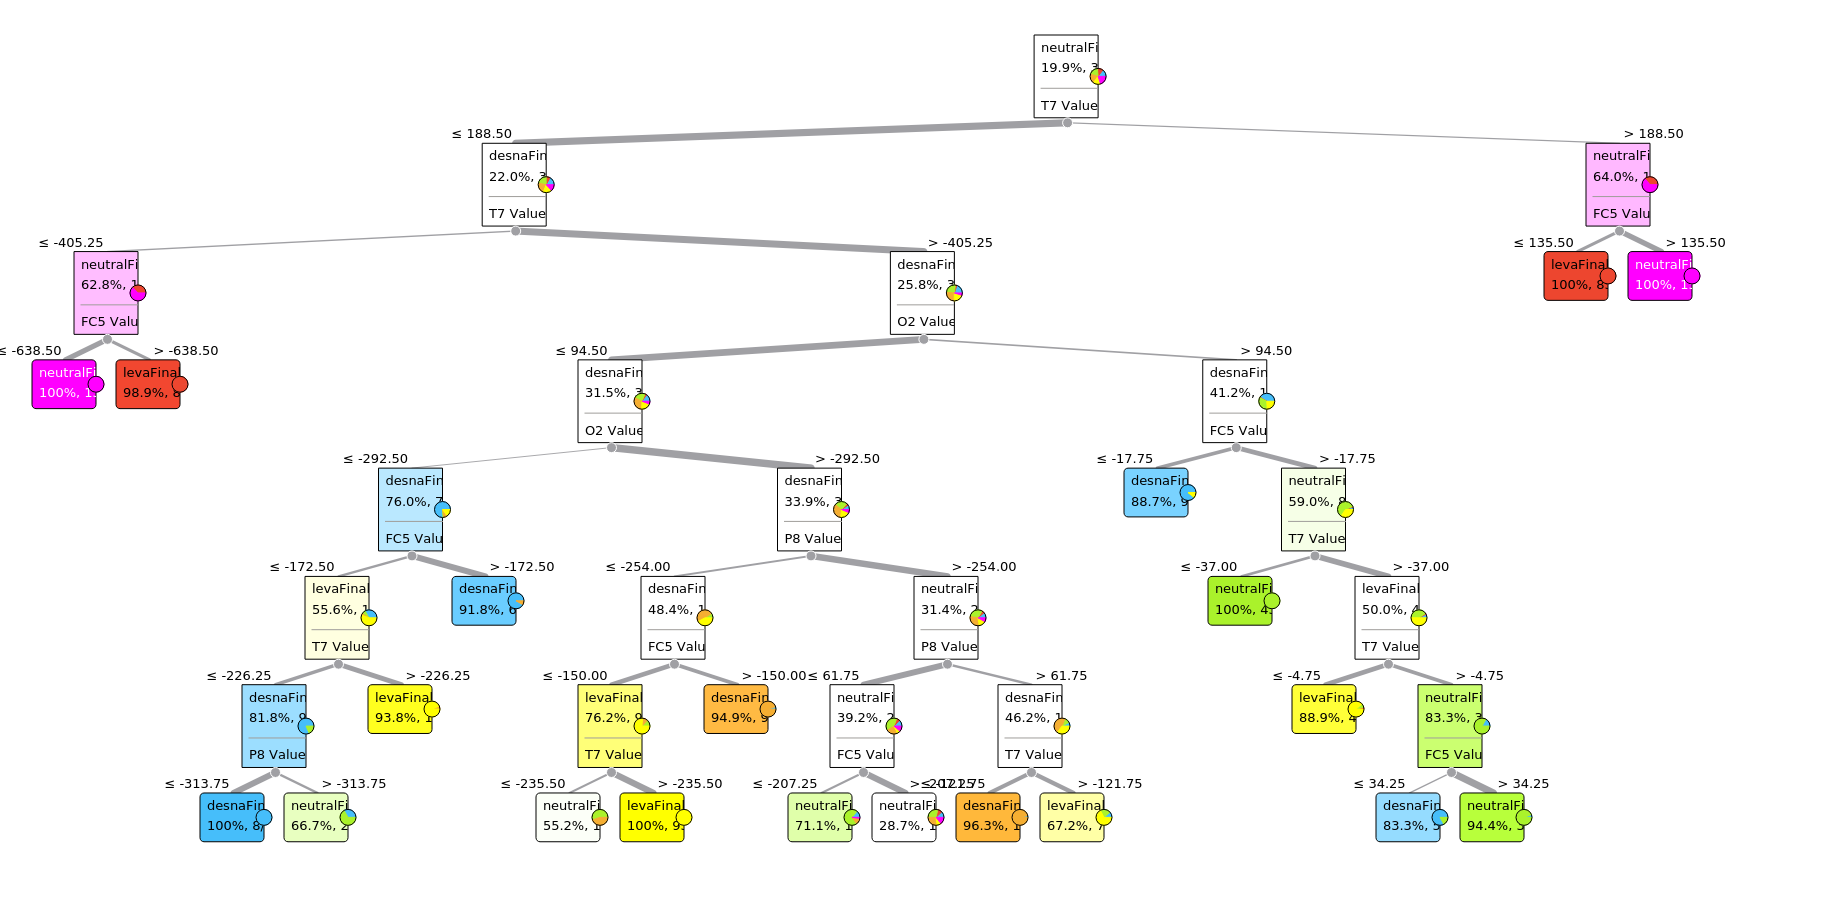 neutralFi
19.9%, 3
T7 Value
≤ 188.50
> 188.50
desnaFin
22.0%, 3
T7 Value
neutralFi
64.0%, 1
FC5 Valu
≤ -405.25
> -405.25
≤ 135.50
> 135.50
neutralFi
62.8%, 1
FC5 Valu
desnaFin
25.8%, 3
O2 Value
levaFinal
100%, 8
neutralFi
100%, 1
≤ -638.50
> -638.50
≤ 94.50
> 94.50
neutralFi
100%, 1
levaFinal
98.9%, 8
desnaFin
31.5%, 3
O2 Value
desnaFin
41.2%, 1
FC5 Valu
≤ -292.50
> -292.50
≤ -17.75
> -17.75
desnaFin
76.0%, 7
FC5 Valu
desnaFin
33.9%, 3
P8 Value
desnaFin
88.7%, 9
neutralFi
59.0%, 8
T7 Value
≤ -172.50
> -172.50
≤ -254.00
> -254.00
≤ -37.00
> -37.00
levaFinal
55.6%, 1
T7 Value
desnaFin
91.8%, 6
desnaFin
48.4%, 1
FC5 Valu
neutralFi
31.4%, 2
P8 Value
neutralFi
100%, 4
levaFinal
50.0%, 4
T7 Value
≤ -226.25
> -226.25
≤ -150.00
> -150.00
≤ 61.75
> 61.75
≤ -4.75
> -4.75
desnaFin
81.8%, 9
P8 Value
levaFinal
93.8%, 1
levaFinal
76.2%, 9
T7 Value
desnaFin
94.9%, 9
neutralFi
39.2%, 2
FC5 Valu
desnaFin
46.2%, 1
T7 Value
levaFinal
88.9%, 4
neutralFi
83.3%, 3
FC5 Valu
≤ -313.75
> -313.75
≤ -235.50
> -235.50
≤ -207.25
> -207.25
≤ -121.75
> -121.75
≤ 34.25
> 34.25
desnaFin
100%, 8/
neutralFi
66.7%, 2
neutralFi
55.2%, 1
levaFinal
100%, 9
neutralFi
71.1%, 1
neutralFi
28.7%, 1
desnaFin
96.3%, 1
levaFinal
67.2%, 7
desnaFin
83.3%, 5
neutralFi
94.4%, 3